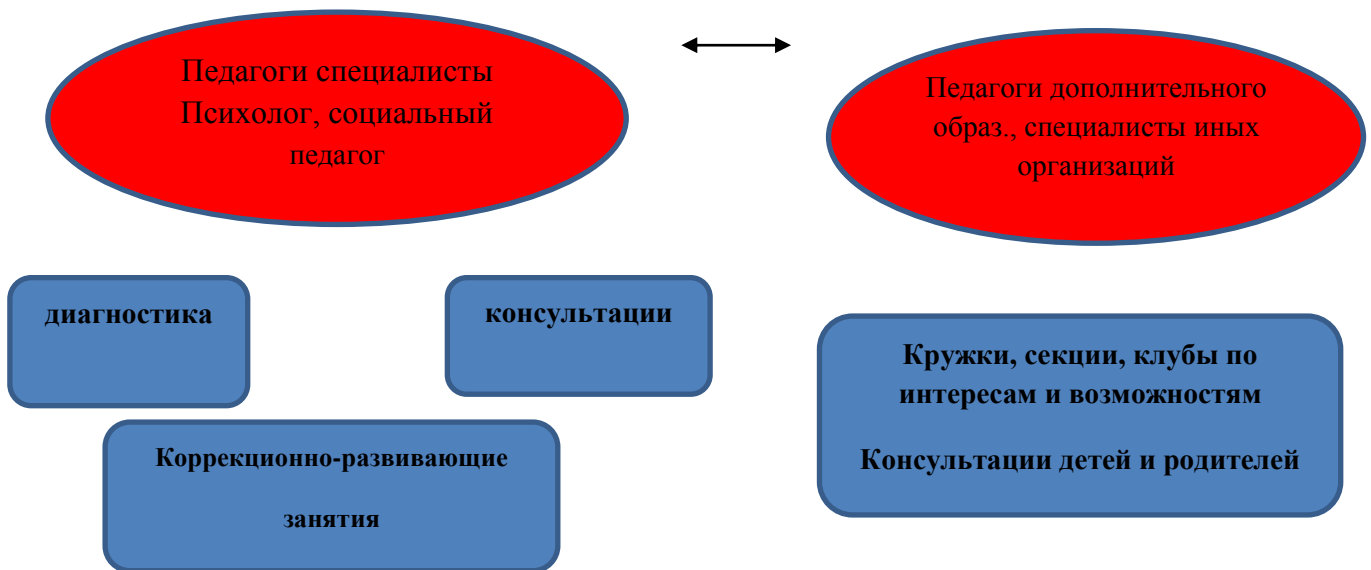 Педагоги специалисты
Психолог, социальный
педагог
Педагоги дополнительного
образ., специалисты иных
организаций
диагностика
консультации
Кружки, секции, клубы по
интересам и возможностям
Консультации детей и родителей
Коррекционно-развивающие
занятия